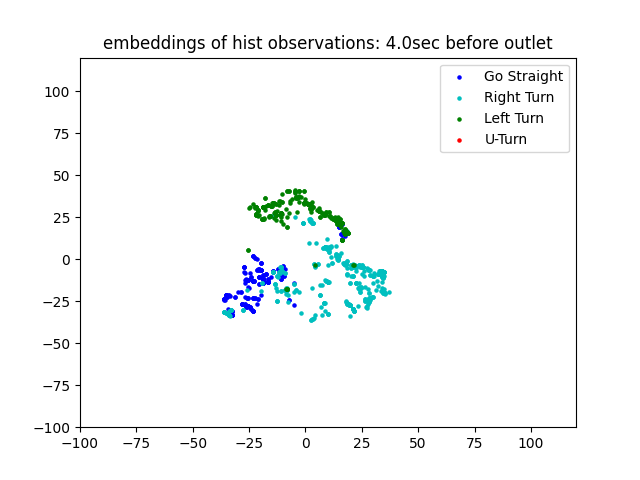 embeddings of hist observations: 4.0sec before outlet
Go Straight
Right Turn
Left Turn
U-Turn
100
75
50
25
0
−25
−50
−75
−100
−100 −75 −50 −25 0 25 50 75 100